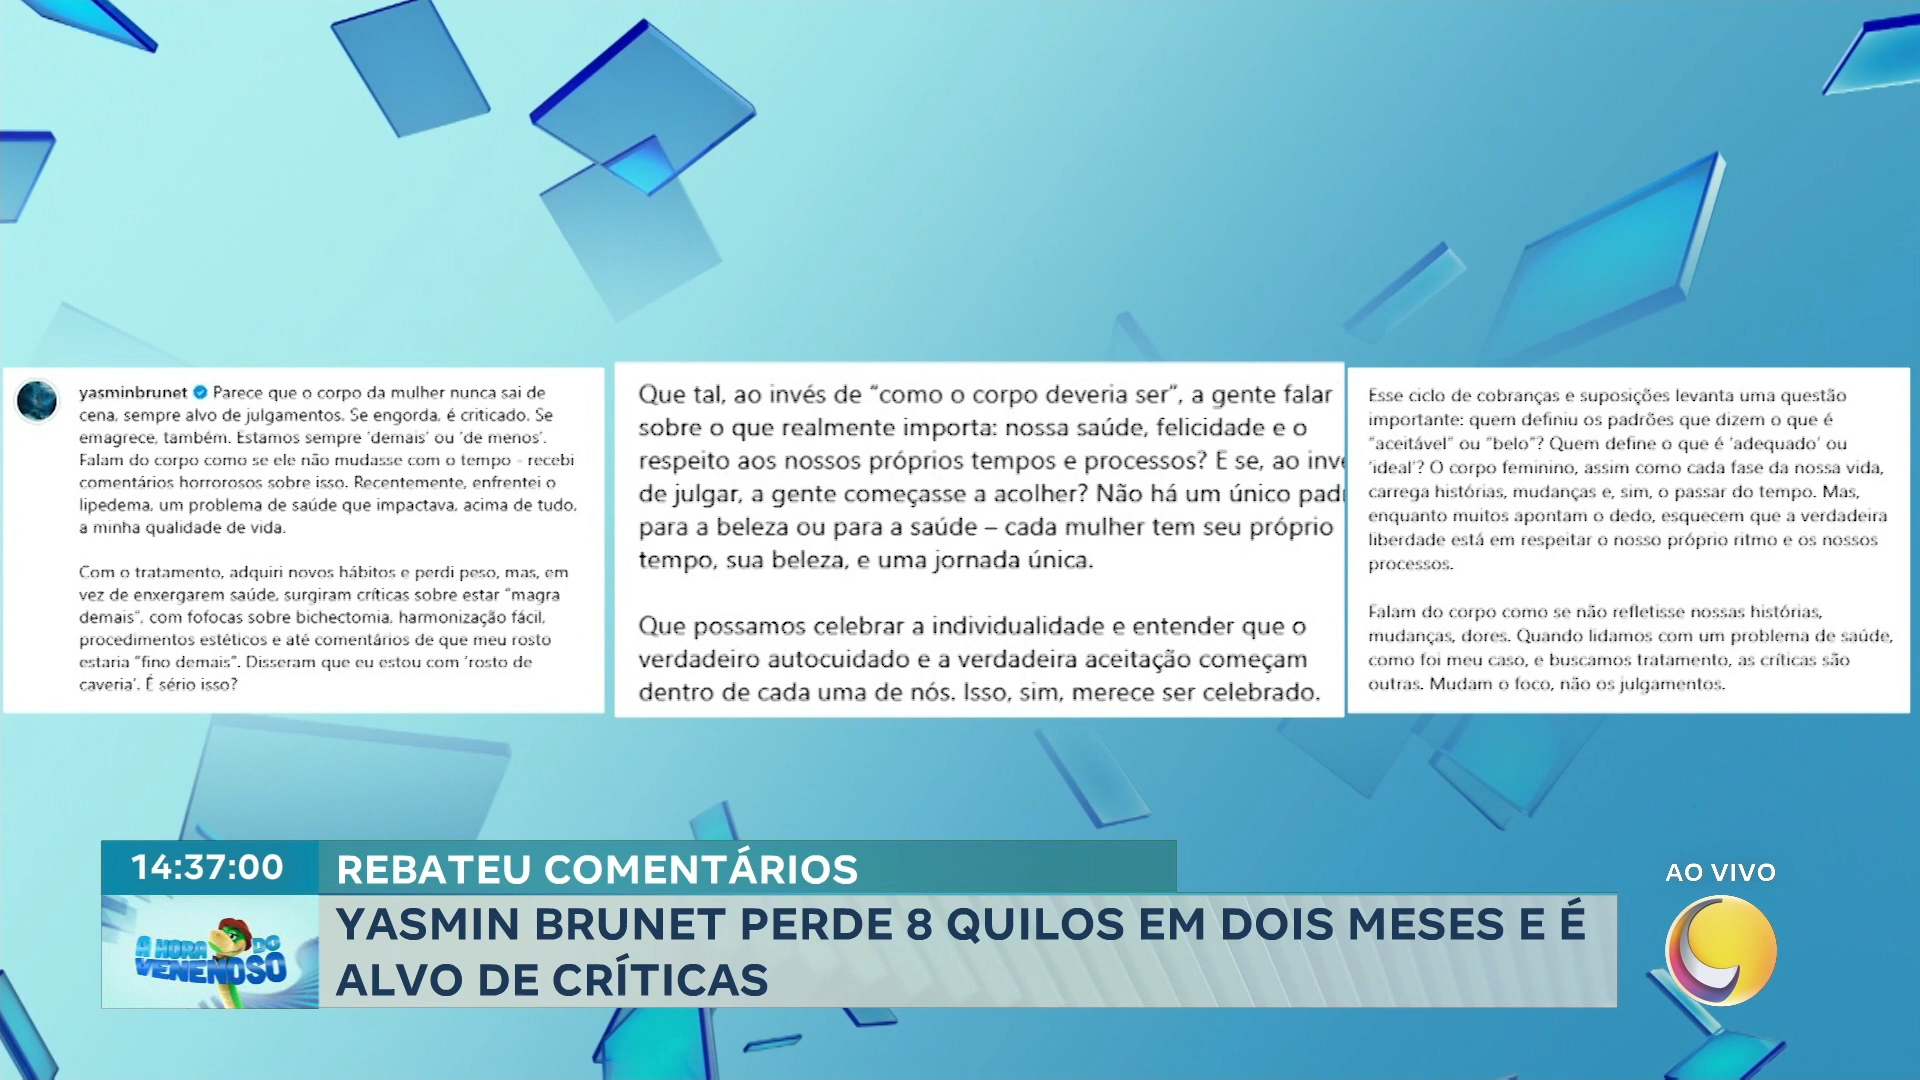 yasminbrunet Parece que o corpo da mulher nunca sai de
cena, sempre alvo de julgamentos. Se engorda, é criticado. Se
emagrece, também. Estamos sempre ‘demais’ ou ‘de menos’.
Falam do corpo como se ele não mudasse com o tempo - recebi
comentários horrorosos sobre isso. Recentemente, enfrentei o
lipedema, um problema de saúde que impactava, acima de tudo,
a minha qualidade de vida.
Com o tratamento, adquiri novos hábitos e perdi peso, mas, em
vez de enxergarem saúde, surgiram críticas sobre estar “magra
demais”, com fofocas sobre bichectomia, harmonização fácil,
procedimentos estéticos e até comentários de que meu rosto
estaria “fino demais”. Disseram que eu estou com ‘rosto de
caveria’. É sério isso?
Que tal, ao invés de “como o corpo deveria ser”, a gente falar
sobre o que realmente importa: nossa saúde, felicidade e o
respeito aos nossos próprios tempos e processos? E se, ao inve
de julgar, a gente começasse a acolher? Não há um único padr
para a beleza ou para a saúde – cada mulher tem seu próprio
tempo, sua beleza, e uma jornada única.
Que possamos celebrar a individualidade e entender que o
verdadeiro autocuidado e a verdadeira aceitação começam
dentro de cada uma de nós. Isso, sim, merece ser celebrado.
Esse ciclo de cobranças e suposições levanta uma questão
importante: quem definiu os padrões que dizem o que é
“aceitável” ou “belo”? Quem define o que é ‘adequado’ ou
‘ideal’? O corpo feminino, assim como cada fase da nossa vida,
carrega histórias, mudanças e, sim, o passar do tempo. Mas,
enquanto muitos apontam o dedo, esquecem que a verdadeira
liberdade está em respeitar o nosso próprio ritmo e os nossos
processos.
Falam do corpo como se não refletisse nossas histórias,
mudanças, dores. Quando lidamos com um problema de saúde,
como foi meu caso, e buscamos tratamento, as críticas são
outras. Mudam o foco, não os julgamentos.
14:37:00
REBATEU COMENTÁRIOS
AO VIVO
A HORA DO
VENENOSO
YASMIN BRUNET PERDE 8 QUILOS EM DOIS MESES E É
ALVO DE CRÍTICAS